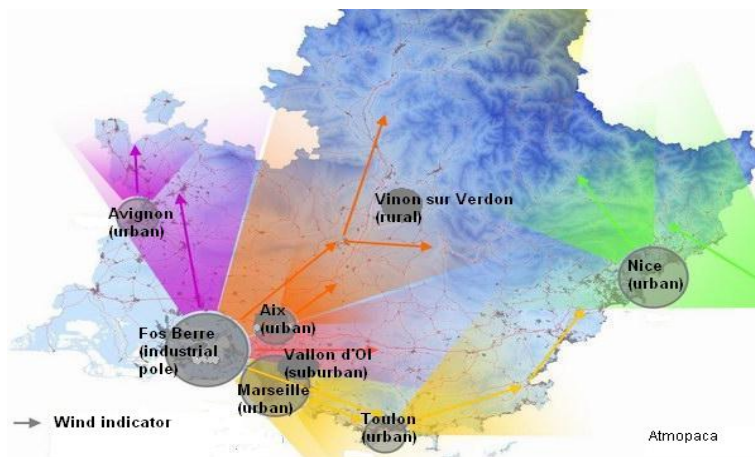 Avignon
(urban)
Vinon sur Verdon
(rural)
Nice
(urban)
Aix
(urban)
Fos Berre
(industrial
pole)
Vallon d'Ol
(suburban)
Marseille
(urban)
Toulon
(urban)
Wind indicator
Atmopaca